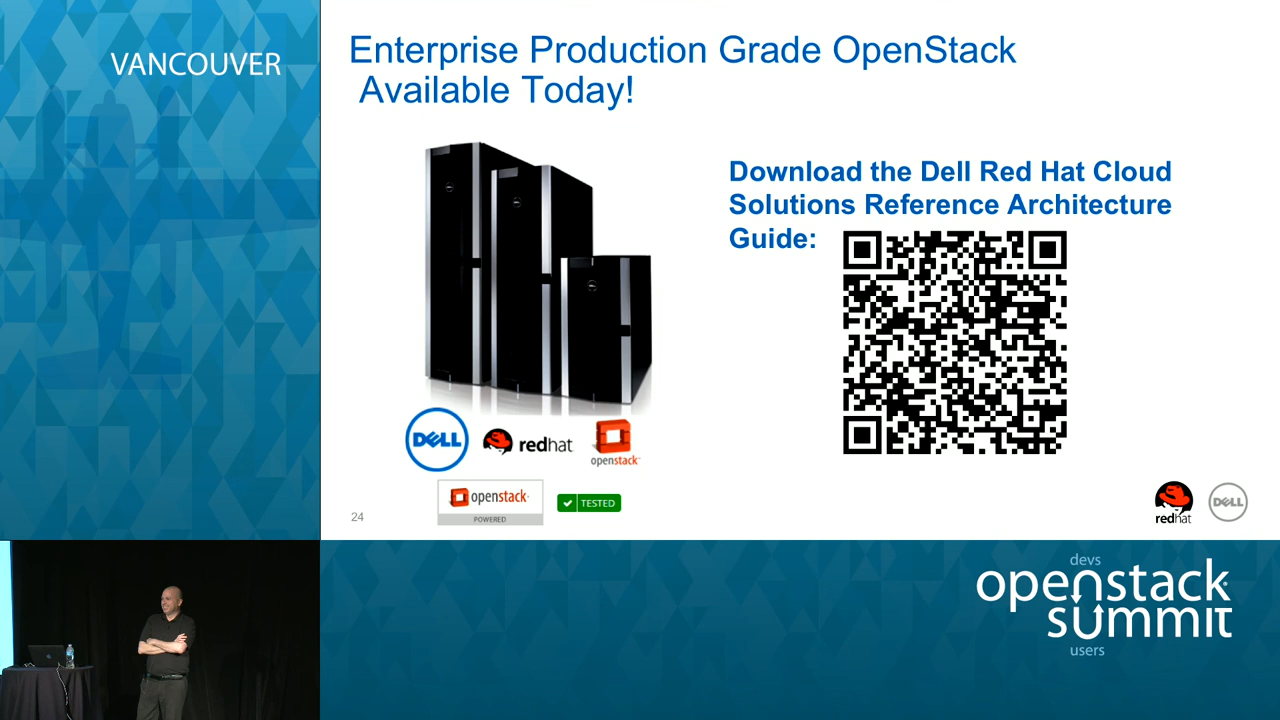 VANCOUVER
Enterprise Production Grade OpenStack
Available Today!
Download the Dell Red Hat Cloud
Solutions Reference Architecture
Guide:
DELL
redhat
openstack
openstack
POWERED
TESTED
24
redhat
DELL
devs
openstack
summit
users